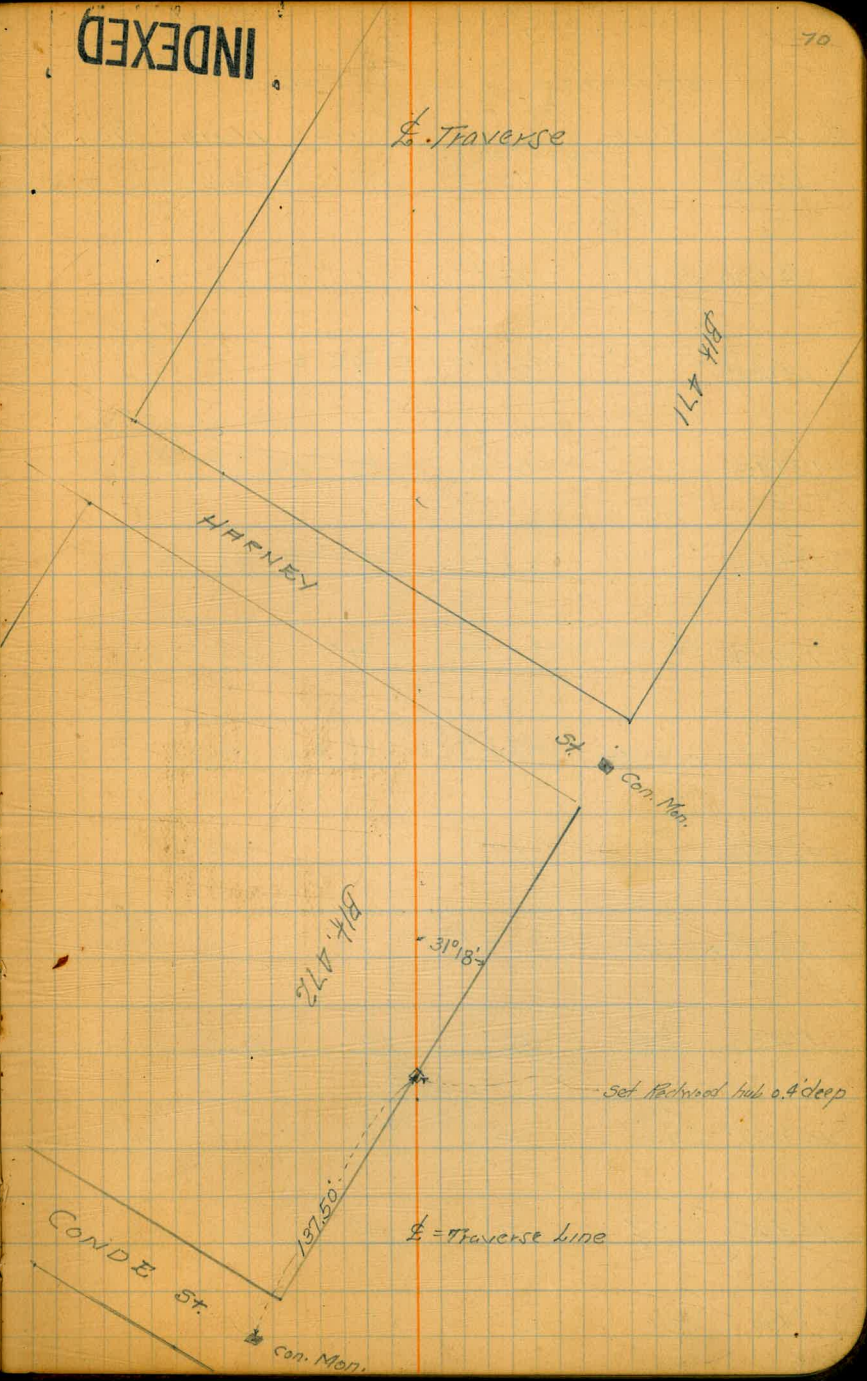 INDEXED
70
℄ Traverse
Blk 471
HARNEY
St.
Con. Mon.
Blk. 472
31°18'
Set Redwood hub 0.4' deep
137.50'
℄ = Traverse Line
CONDE St.
Con. Mon.